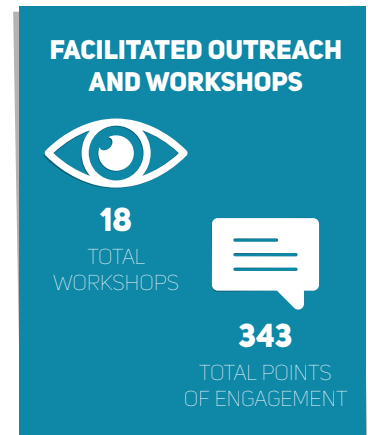 FACILITATED OUTREACH
AND WORKSHOPS
18
TOTAL
WORKSHOPS
343
TOTAL POINTS
OF ENGAGEMENT